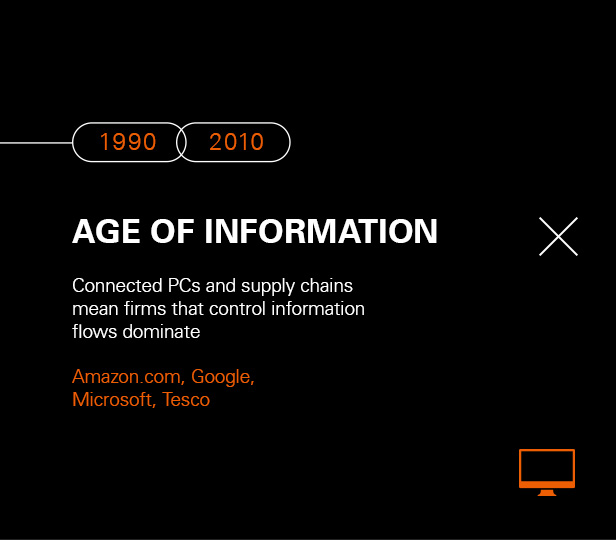 1990 2010
AGE OF INFORMATION
Connected PCs and supply chains
mean firms that control information
flows dominate
Amazon.com, Google,
Microsoft, Tesco